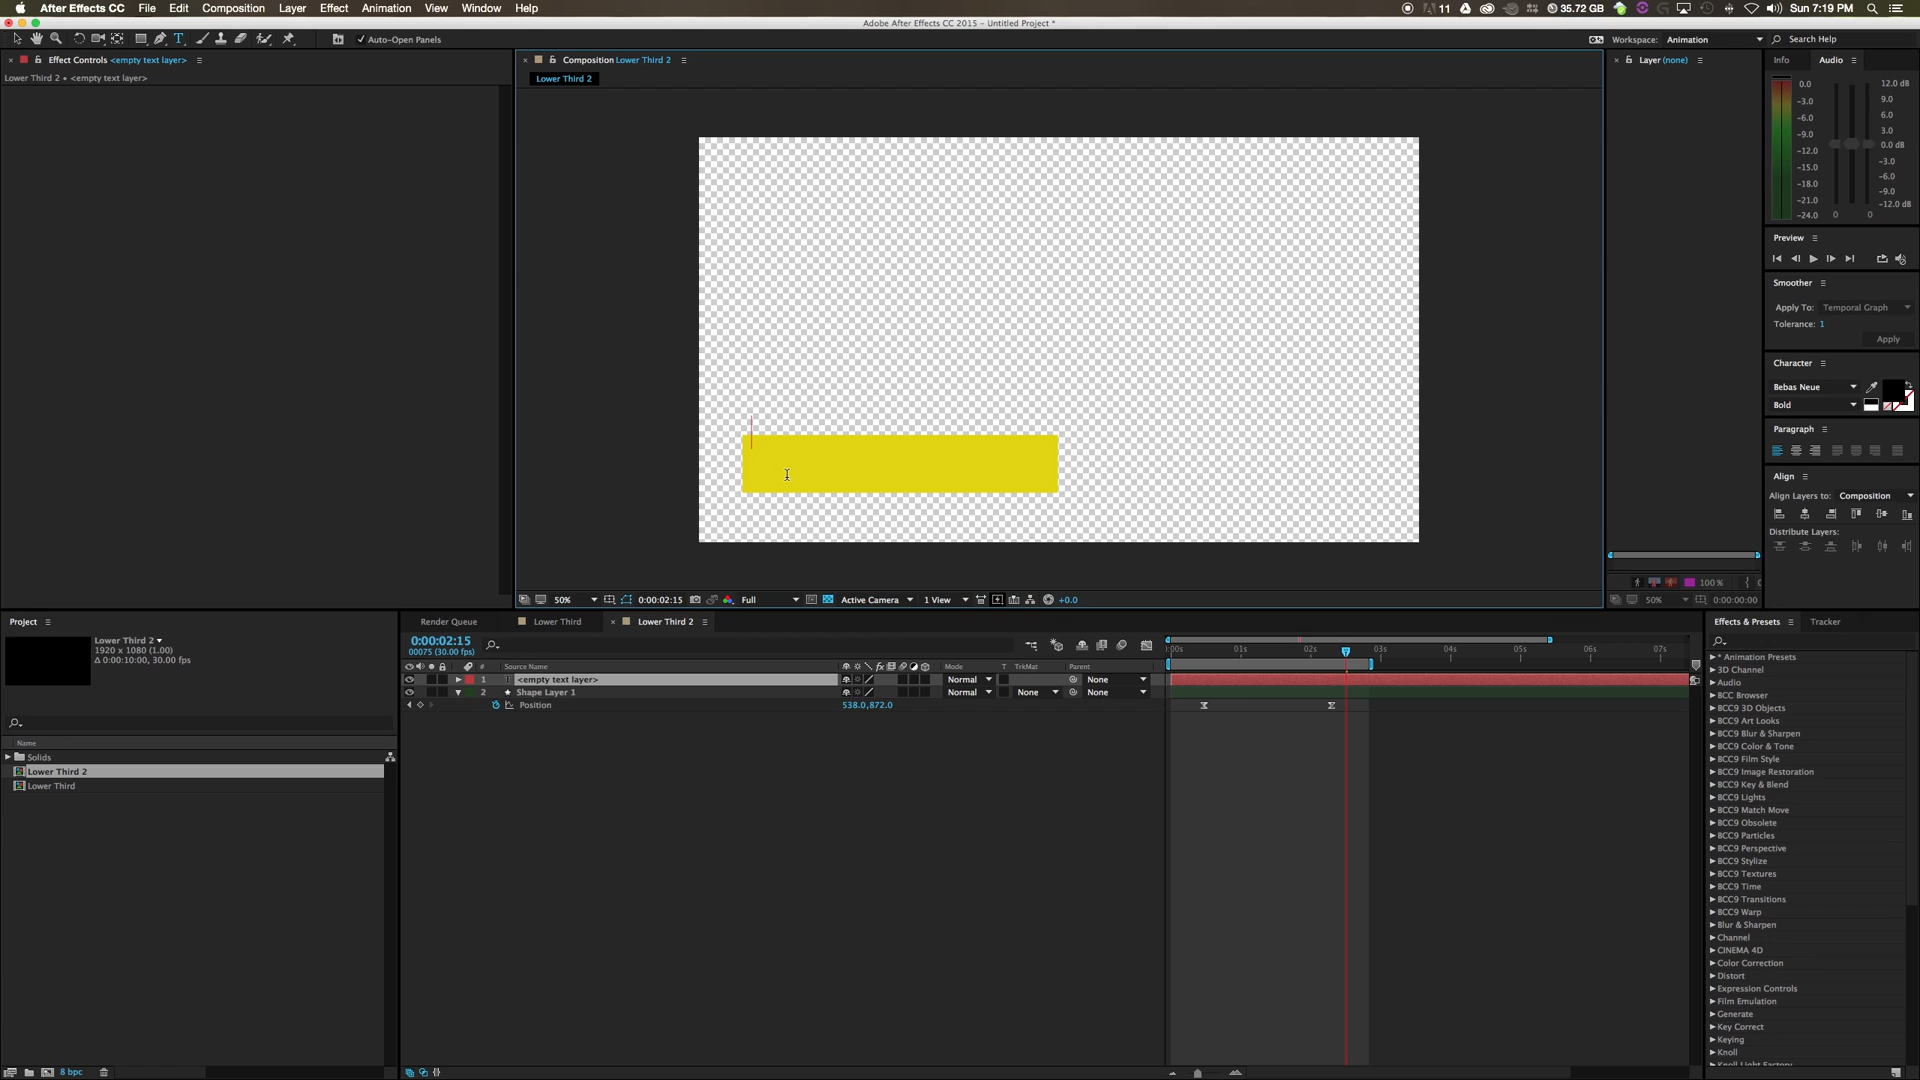 After Effects CC File Edit Composition Layer Effect Animation View Window Help
11 35.72 GB Sun 7:19 PM
Adobe After Effects CC 2015 - Untitled Project *
Auto-Open Panels
Workspace: Animation
Search Help
Effect Controls <empty text layer>
Lower Third 2 • <empty text layer>
Composition Lower Third 2
Lower Third 2
Layer (none)
Info Audio
0.0 12.0 dB
-3.0 9.0
-6.0 6.0
-9.0 3.0
-12.0 0.0 dB
-15.0 -3.0
-18.0 -6.0
-21.0 -9.0
-24.0 -12.0 dB
0 0
Preview
Smoother
Apply To: Temporal Graph
Tolerance: 1
Apply
Character
Bebas Neue
Bold
Paragraph
Align
Align Layers to: Composition
Distribute Layers:
50% 0:00:02:15 Full Active Camera 1 View +0.0
100%
50% 0:00:00:00
Project
Lower Third 2
1920 x 1080 (1.00)
Δ 0:00:10:00, 30.00 fps
Name
Solids
Lower Third 2
Lower Third
8 bpc
Render Queue Lower Third Lower Third 2
0:00:02:15
00075 (30.00 fps)
# Source Name Mode T TrkMat Parent
1 <empty text layer> Normal None
2 Shape Layer 1 Normal None None
Position 538.0,872.0
:00s 01s 02s 03s 04s 05s 06s 07s
Effects & Presets Tracker
* Animation Presets
3D Channel
Audio
BCC Browser
BCC9 3D Objects
BCC9 Art Looks
BCC9 Blur & Sharpen
BCC9 Color & Tone
BCC9 Film Style
BCC9 Image Restoration
BCC9 Key & Blend
BCC9 Lights
BCC9 Match Move
BCC9 Obsolete
BCC9 Particles
BCC9 Perspective
BCC9 Stylize
BCC9 Textures
BCC9 Time
BCC9 Transitions
BCC9 Warp
Blur & Sharpen
Channel
CINEMA 4D
Color Correction
Distort
Expression Controls
Film Emulation
Generate
Key Correct
Keying
Knoll
Knoll Light Factory